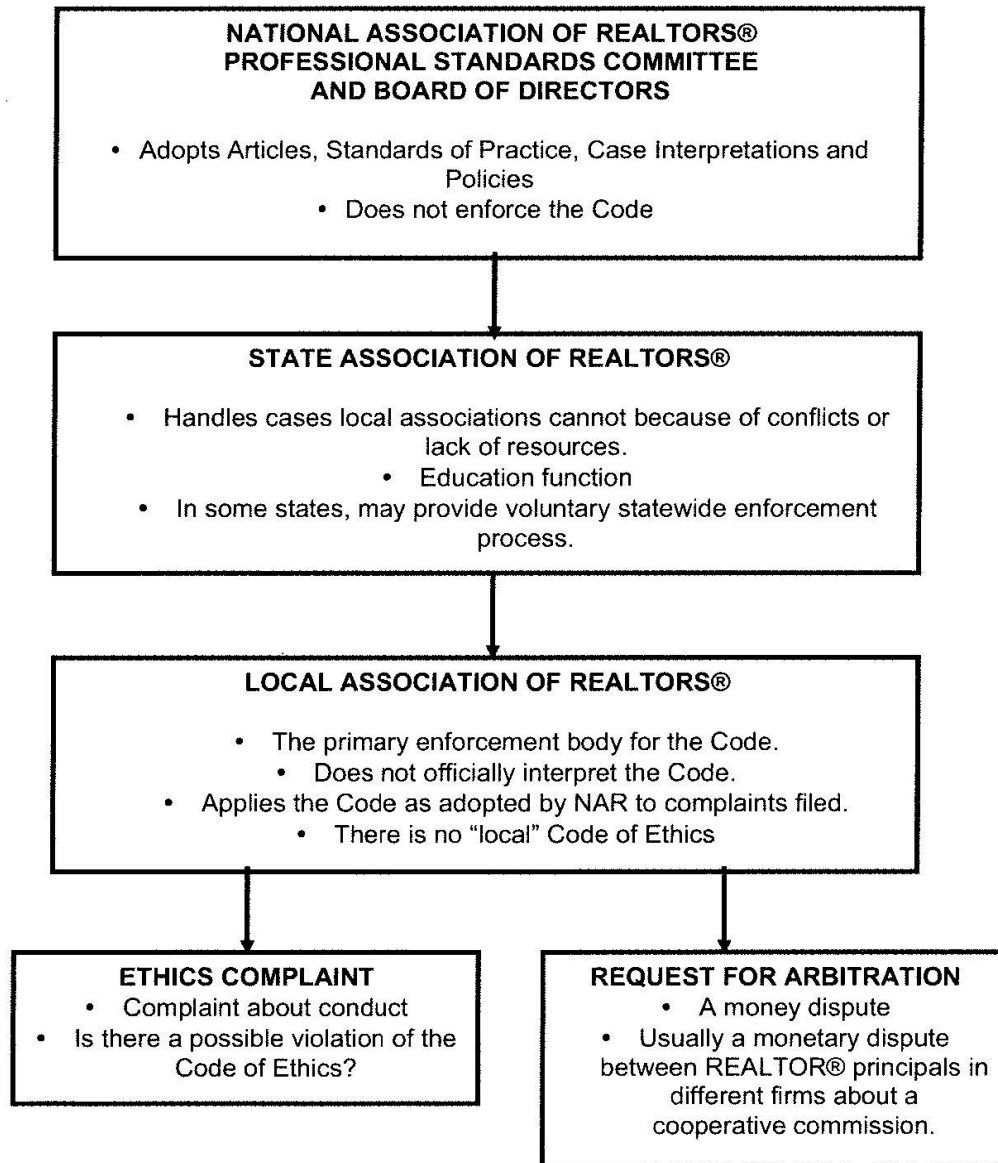 NATIONAL ASSOCIATION OF REALTORS®
PROFESSIONAL STANDARDS COMMITTEE
AND BOARD OF DIRECTORS
• Adopts Articles, Standards of Practice, Case Interpretations and
Policies
• Does not enforce the Code
STATE ASSOCIATION OF REALTORS®
• Handles cases local associations cannot because of conflicts or
lack of resources.
• Education function
• In some states, may provide voluntary statewide enforcement
process.
LOCAL ASSOCIATION OF REALTORS®
• The primary enforcement body for the Code.
• Does not officially interpret the Code.
• Applies the Code as adopted by NAR to complaints filed.
• There is no “local” Code of Ethics
ETHICS COMPLAINT
• Complaint about conduct
• Is there a possible violation of the
Code of Ethics?
REQUEST FOR ARBITRATION
• A money dispute
• Usually a monetary dispute
between REALTOR® principals in
different firms about a
cooperative commission.